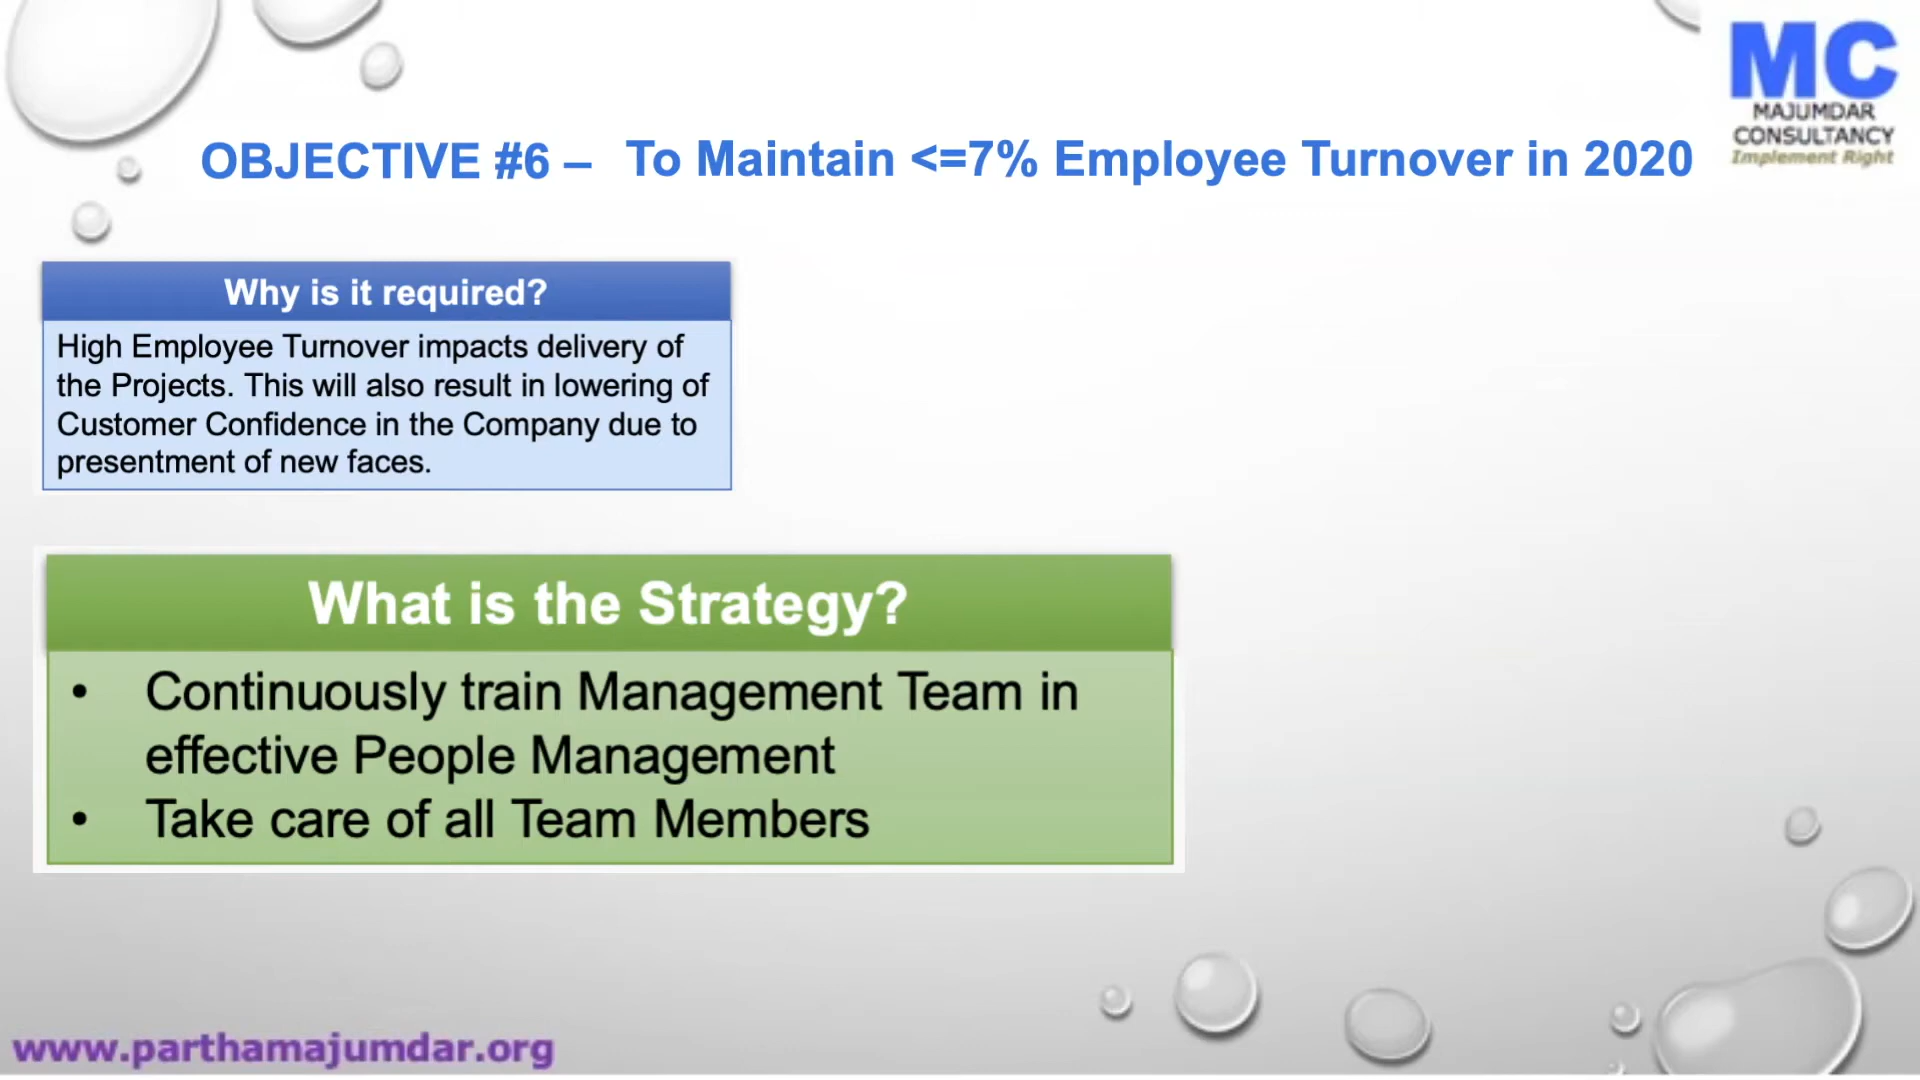 MC
MAJUMDAR
CONSULTANCY
Implement Right
OBJECTIVE #6 – To Maintain <=7% Employee Turnover in 2020
Why is it required?
High Employee Turnover impacts delivery of
the Projects. This will also result in lowering of
Customer Confidence in the Company due to
presentment of new faces.
What is the Strategy?
• Continuously train Management Team in
effective People Management
• Take care of all Team Members
www.parthamajumdar.org